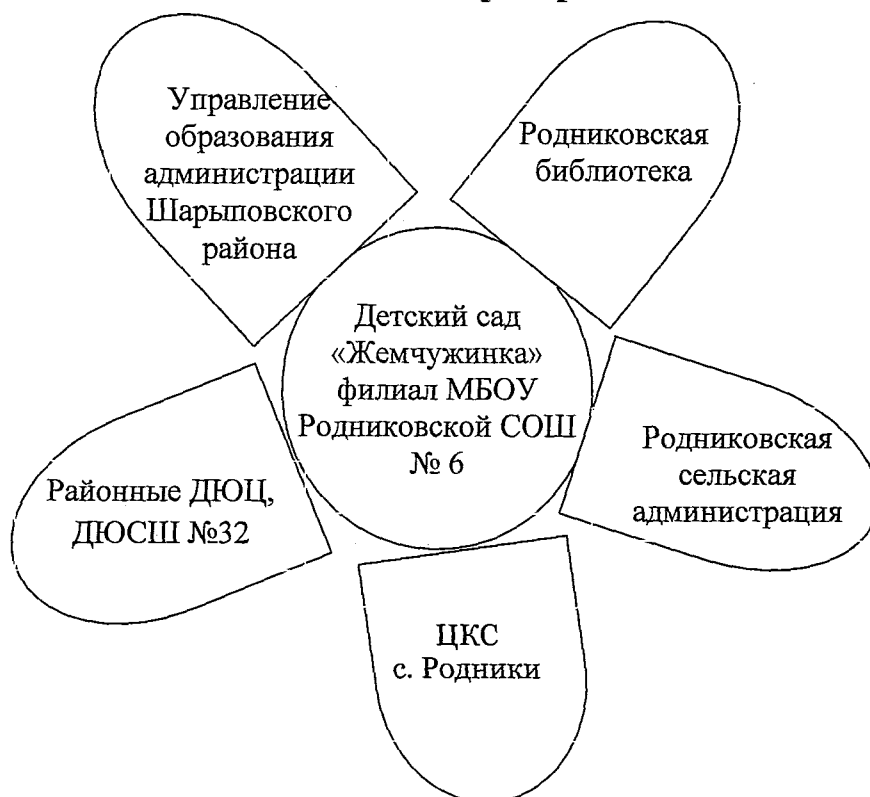 Управление
образования
администрации
Шарыповского
района
Родниковская
библиотека
Детский сад
«Жемчужинка»
филиал МБОУ
Родниковской СОШ
№ 6
Родниковская
сельская
администрация
Районные ДЮЦ,
ДЮСШ №32
ЦКС
с. Родники